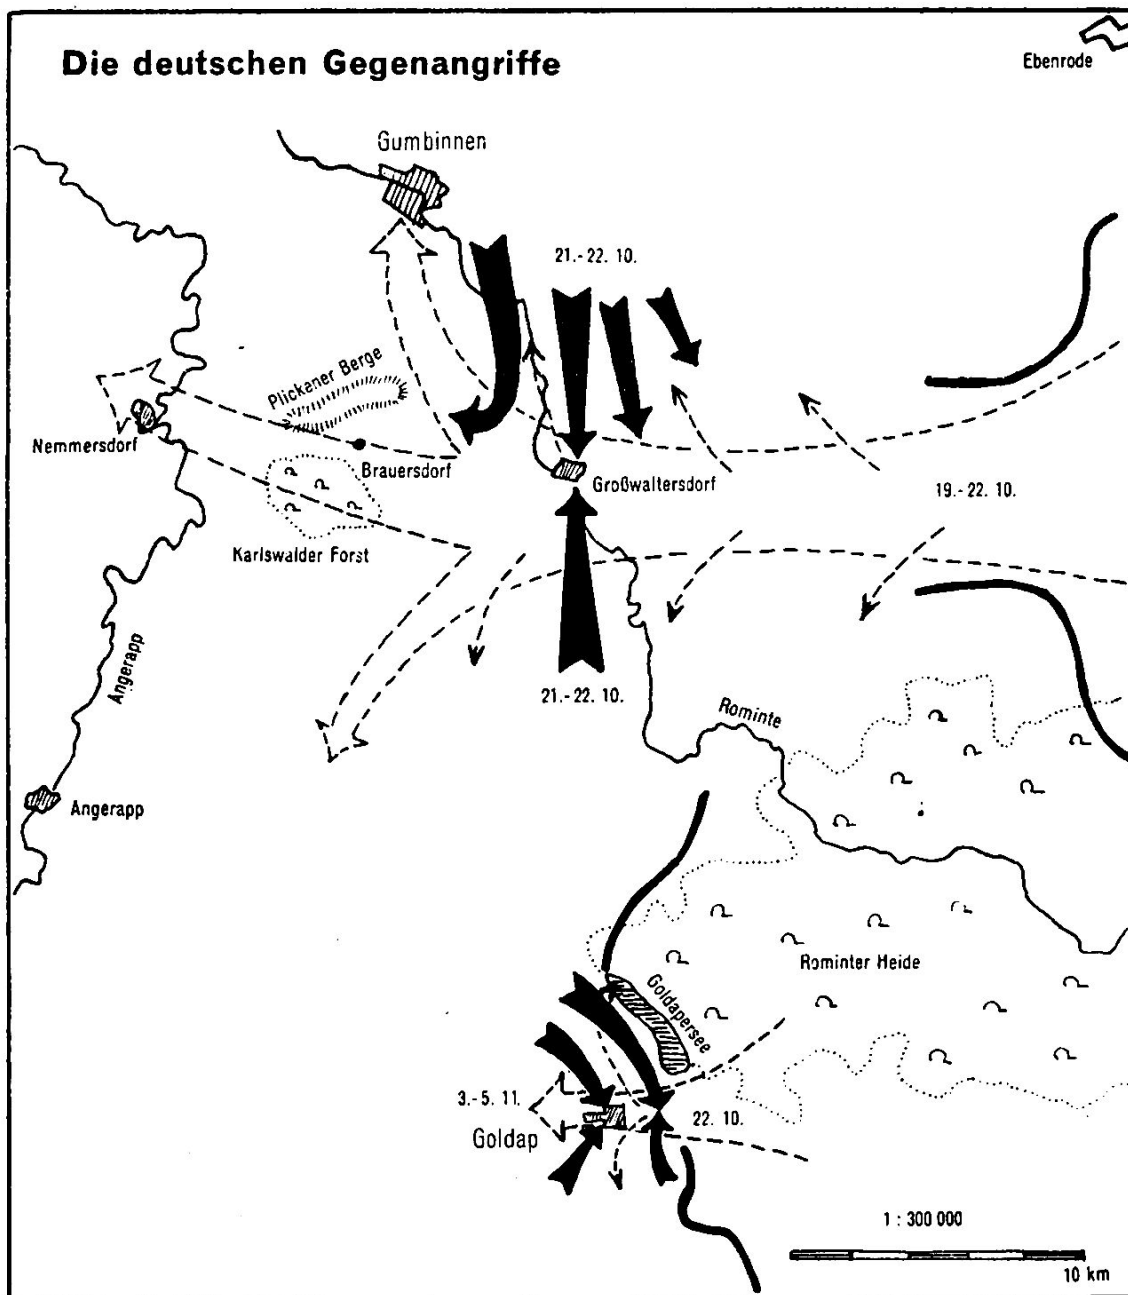 Die deutschen Gegenangriffe
Ebenrode
Gumbinnen
21.-22. 10.
Plickaner Berge
Nemmersdorf
Brauersdorf
Großwaltersdorf
19.-22. 10.
Karlswalder Forst
Angerapp
21.-22. 10.
Rominte
Angerapp
Rominter Heide
Goldapersee
3.-5. 11.
22. 10.
Goldap
1 : 300 000
10 km